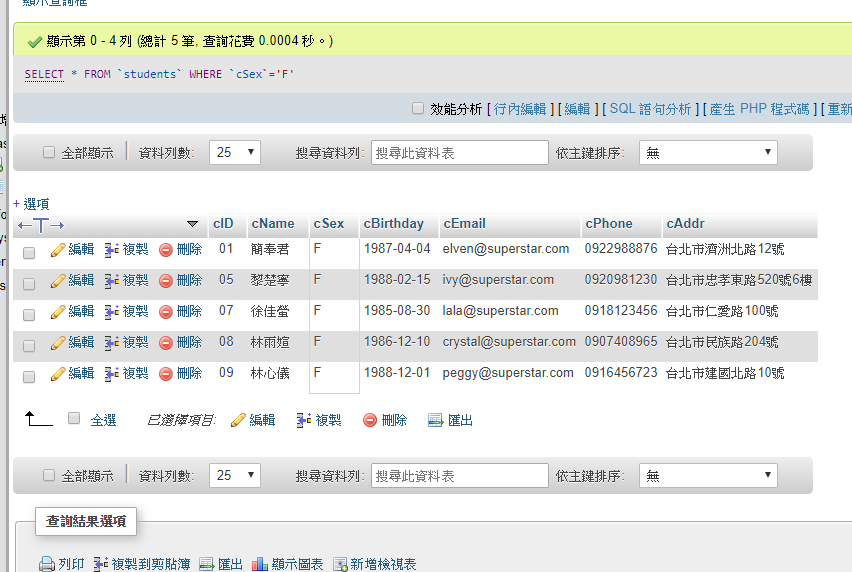 顯示查詢框
顯示第 0 - 4 列 (總計 5 筆, 查詢花費 0.0004 秒。)
SELECT * FROM `students` WHERE `cSex`='F'
效能分析 [ 行內編輯 ] [ 編輯 ] [ SQL 語句分析 ] [ 產生 PHP 程式碼 ] [ 重新
全部顯示 資料列數: 25 搜尋資料列: 搜尋此資料表 依主鍵排序: 無
+ 選項
←T→ cID cName cSex cBirthday cEmail cPhone cAddr
編輯 複製 刪除 01 簡奉君 F 1987-04-04 elven@superstar.com 0922988876 台北市濟洲北路12號
編輯 複製 刪除 05 黎楚寧 F 1988-02-15 ivy@superstar.com 0920981230 台北市忠孝東路520號6樓
編輯 複製 刪除 07 徐佳螢 F 1985-08-30 lala@superstar.com 0918123456 台北市仁愛路100號
編輯 複製 刪除 08 林雨媗 F 1986-12-10 crystal@superstar.com 0907408965 台北市民族路204號
編輯 複製 刪除 09 林心儀 F 1988-12-01 peggy@superstar.com 0916456723 台北市建國北路10號
全選 已選擇項目: 編輯 複製 刪除 匯出
全部顯示 資料列數: 25 搜尋資料列: 搜尋此資料表 依主鍵排序: 無
查詢結果選項
列印 複製到剪貼簿 匯出 顯示圖表 新增檢視表